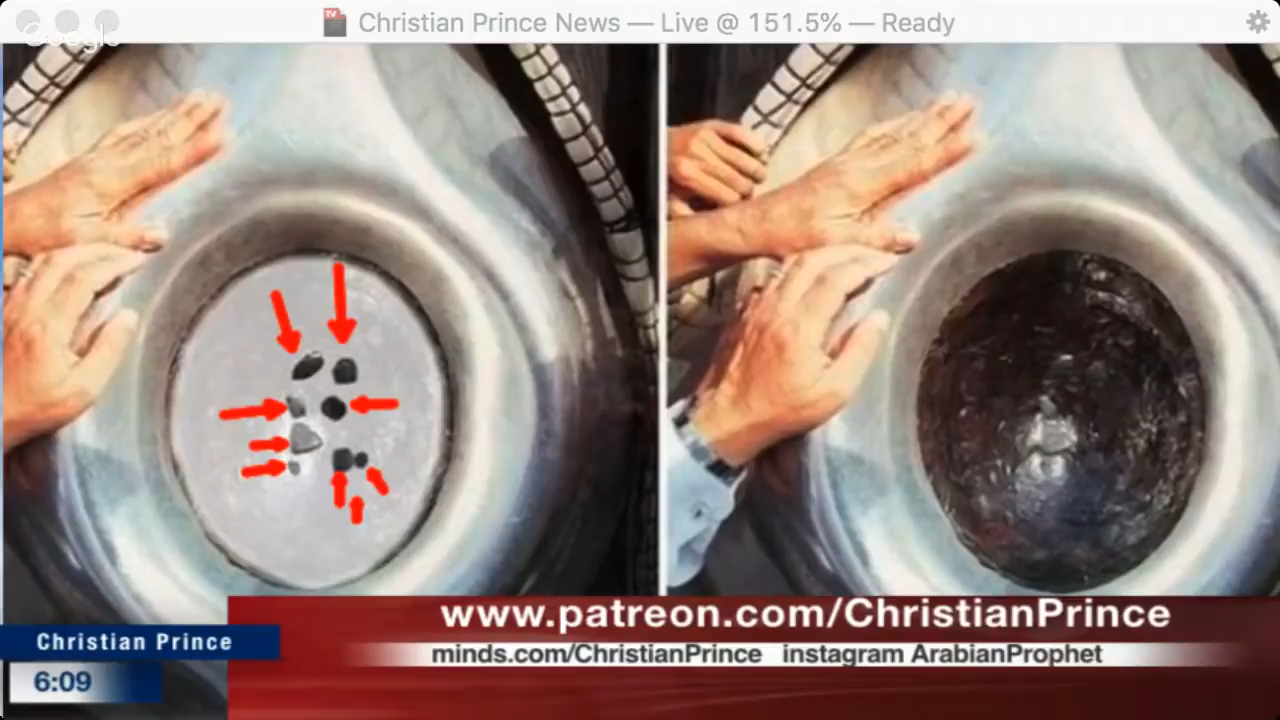 Christian Prince News — Live @ 151.5% — Ready
Google
www.patreon.com/ChristianPrince
Christian Prince
minds.com/ChristianPrince instagram ArabianProphet
6:09